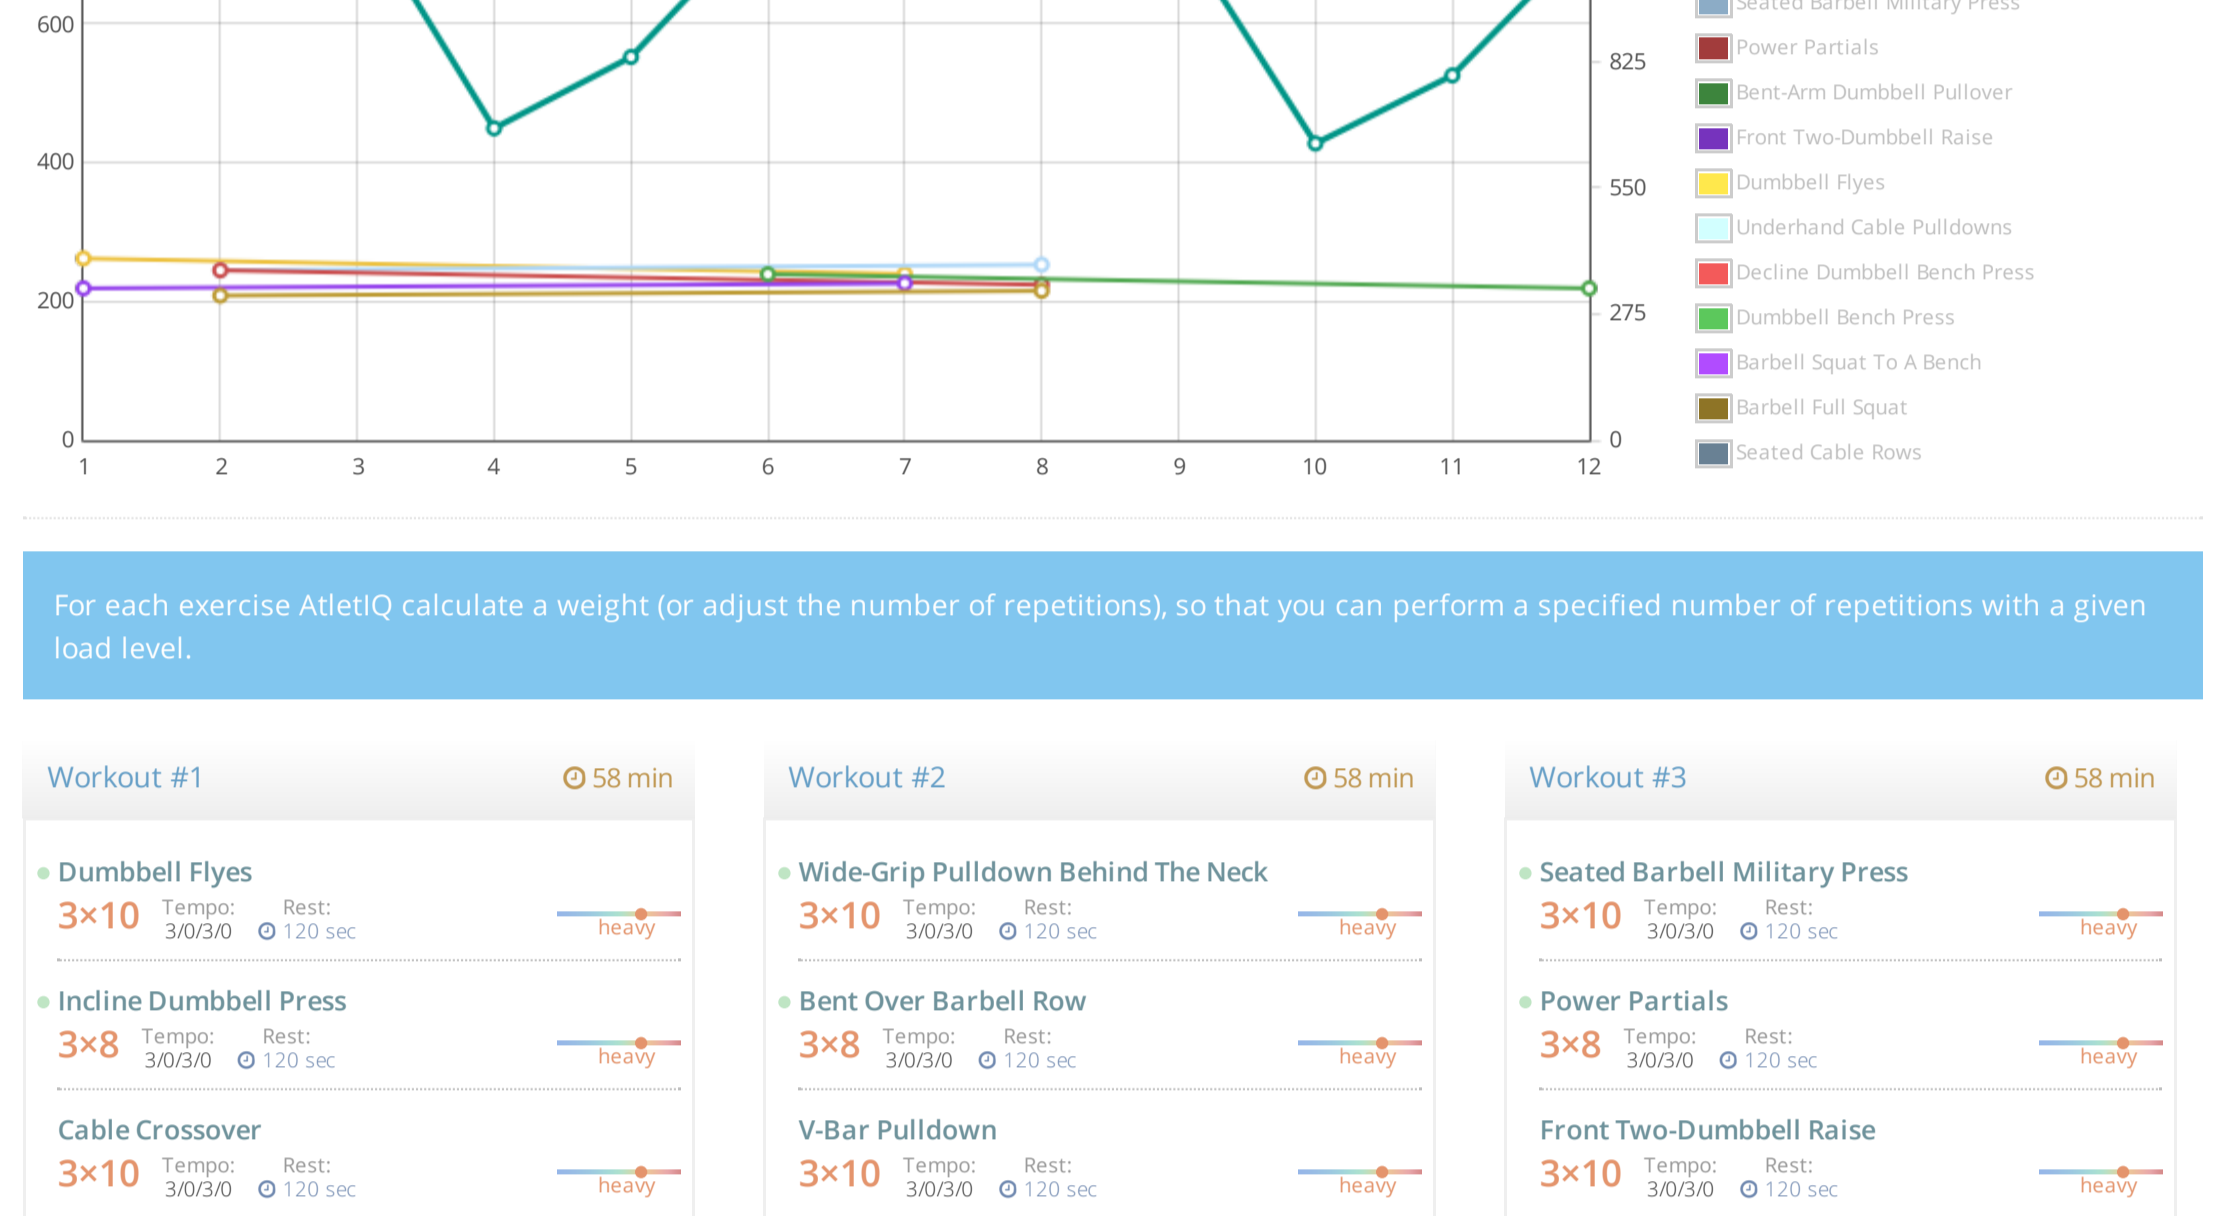 Seated Barbell Military Press
600
Power Partials
825
Bent-Arm Dumbbell Pullover
Front Two-Dumbbell Raise
400
550
Dumbbell Flyes
Underhand Cable Pulldowns
Decline Dumbbell Bench Press
200
275
Dumbbell Bench Press
Barbell Squat To A Bench
Barbell Full Squat
0
0
Seated Cable Rows
1 2 3 4 5 6 7 8 9 10 11 12
For each exercise AtletIQ calculate a weight (or adjust the number of repetitions), so that you can perform a specified number of repetitions with a given
load level.
Workout #1 58 min
Dumbbell Flyes
3×10 Tempo: Rest:
3/0/3/0 120 sec
heavy
Incline Dumbbell Press
3×8 Tempo: Rest:
3/0/3/0 120 sec
heavy
Cable Crossover
3×10 Tempo: Rest:
3/0/3/0 120 sec
heavy
Workout #2 58 min
Wide-Grip Pulldown Behind The Neck
3×10 Tempo: Rest:
3/0/3/0 120 sec
heavy
Bent Over Barbell Row
3×8 Tempo: Rest:
3/0/3/0 120 sec
heavy
V-Bar Pulldown
3×10 Tempo: Rest:
3/0/3/0 120 sec
heavy
Workout #3 58 min
Seated Barbell Military Press
3×10 Tempo: Rest:
3/0/3/0 120 sec
heavy
Power Partials
3×8 Tempo: Rest:
3/0/3/0 120 sec
heavy
Front Two-Dumbbell Raise
3×10 Tempo: Rest:
3/0/3/0 120 sec
heavy